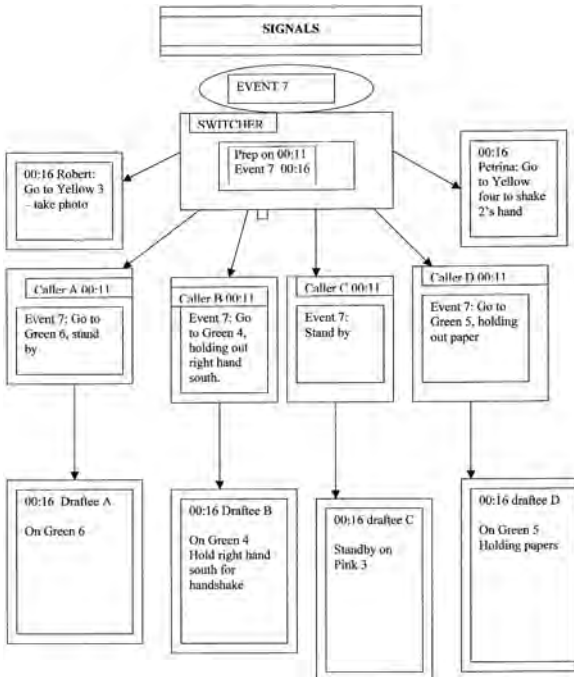 SIGNALS
EVENT 7
SWITCHER
Prep on 00:11
Event 7 00:16
00:16 Robert:
Go to Yellow 3
– take photo
00:16
Petrina: Go
to Yellow
four to shake
2's hand
Caller A 00:11
Event 7: Go to
Green 6, stand
by
Caller B 00:11
Event 7: Go
to Green 4,
holding out
right hand
south.
Caller C 00:11
Event 7:
Stand by
Caller D 00:11
Event 7: Go to
Green 5, holding
out paper
00:16 Draftee A
On Green 6
00:16 Draftee B
On Green 4
Hold right hand
south for
handshake
00:16 draftee C
Standby on
Pink 3
00:16 draftee D
On Green 5
Holding papers